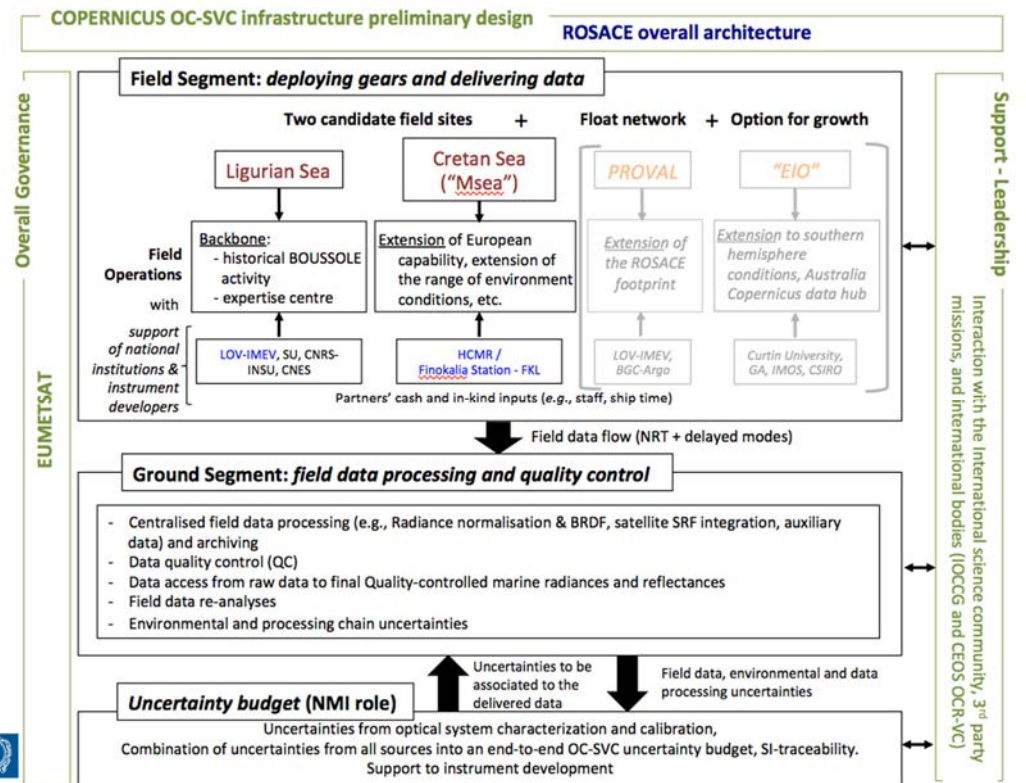 COPERNICUS OC-SVC infrastructure preliminary design
ROSACE overall architecture
Overall Governance
EUMETSAT
Field Segment: deploying gears and delivering data
Two candidate field sites + Float network + Option for growth
Ligurian Sea
Cretan Sea
("Msea")
PROVAL
"EIO"
Field
Operations
with
support
of national
institutions &
instrument
developers
Backbone:
- historical BOUSSOLE
activity
- expertise centre
Extension of European
capability, extension of
the range of environment
conditions, etc.
Extension of
the ROSACE
footprint
Extension to southern
hemisphere
conditions, Australia
Copernicus data hub
LOV-IMEV, SU, CNRS-
INSU, CNES
HCMR /
Finokalia Station - FKL
LOV-IMEV,
BGC-Argo
Curtin University,
GA, IMOS, CSIRO
Partners' cash and in-kind inputs (e.g., staff, ship time)
Field data flow (NRT + delayed modes)
Ground Segment: field data processing and quality control
- Centralised field data processing (e.g., Radiance normalisation & BRDF, satellite SRF integration, auxiliary
data) and archiving
- Data quality control (QC)
- Data access from raw data to final Quality-controlled marine radiances and reflectances
- Field data re-analyses
- Environmental and processing chain uncertainties
Uncertainties to be
associated to the
delivered data
Field data, environmental and data
processing uncertainties
Uncertainty budget (NMI role)
Uncertainties from optical system characterization and calibration,
Combination of uncertainties from all sources into an end-to-end OC-SVC uncertainty budget, SI-traceability.
Support to instrument development
Support - Leadership
Interaction with the International science community, 3rd party
missions, and international bodies (IOCCG and CEOS OCR-VC)